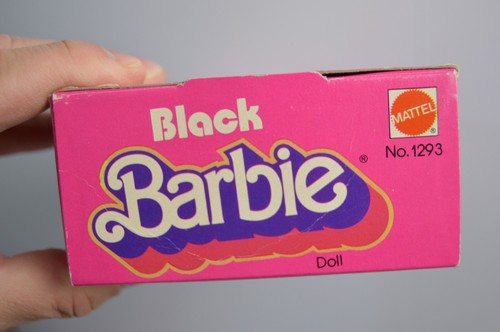 Black
Barbie®
Doll
MATTEL®
No. 1293